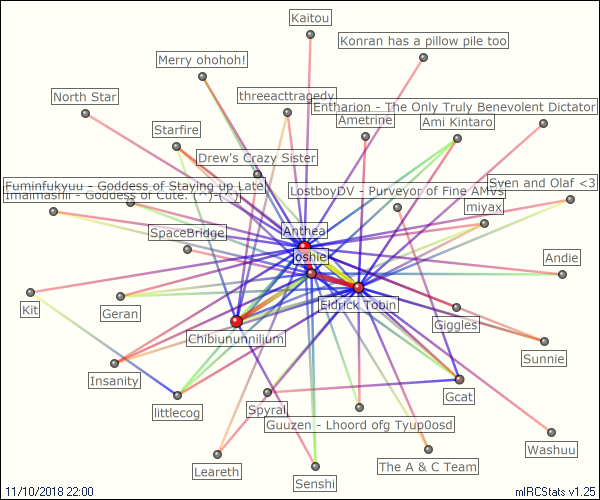 Kaitou
Konran has a pillow pile too
Merry ohohoh!
North Star
threeacttragedy
Entharion - The Only Truly Benevolent Dictator
Starfire
Ametrine
Ami Kintaro
Drew's Crazy Sister
Fuminfukyuu - Goddess of Staying up Late
LostboyDV - Purveyor of Fine AMVs
Sven and Olaf <3
Goddess of Cute.
miyax
SpaceBridge
Anthea
Joshie
Andie
Kit
Geran
Eldrick Tobin
Giggles
Chibiununnilium
Sunnie
Insanity
Gcat
littlecog
Spyral
Guuzen - Lhoord ofg Tyup0osd
Washuu
Leareth
Senshi
The A & C Team
11/10/2018 22:00
mIRCStats v1.25